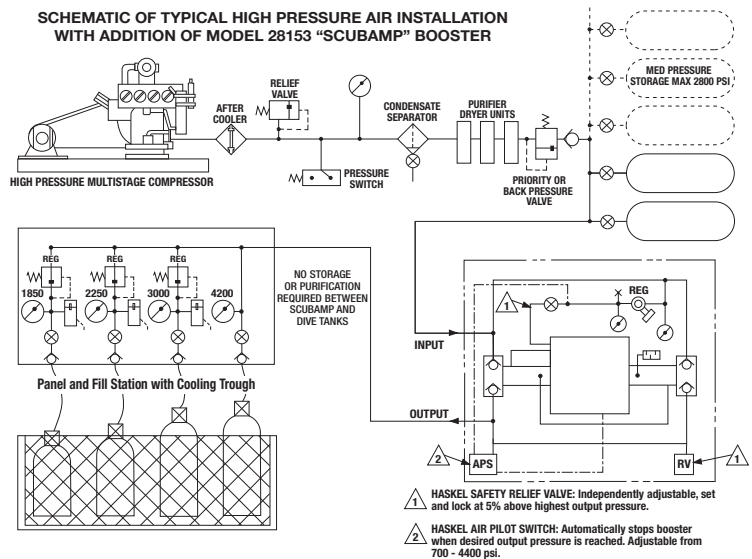 SCHEMATIC OF TYPICAL HIGH PRESSURE AIR INSTALLATION
WITH ADDITION OF MODEL 28153 “SCUBAMP” BOOSTER
RELIEF
VALVE
AFTER
COOLER
CONDENSATE
SEPARATOR
PURIFIER
DRYER UNITS
MED PRESSURE
STORAGE MAX 2800 PSI
PRESSURE
SWITCH
PRIORITY OR
BACK PRESSURE
VALVE
HIGH PRESSURE MULTISTAGE COMPRESSOR
REG
REG
REG
1850
2250
3000
4200
NO STORAGE
OR PURIFICATION
REQUIRED BETWEEN
SCUBAMP AND
DIVE TANKS
Panel and Fill Station with Cooling Trough
INPUT
OUTPUT
1
REG
2
APS
RV
1
1
HASKEL SAFETY RELIEF VALVE: Independently adjustable, set
and lock at 5% above highest output pressure.
2
HASKEL AIR PILOT SWITCH: Automatically stops booster
when desired output pressure is reached. Adjustable from
700 - 4400 psi.